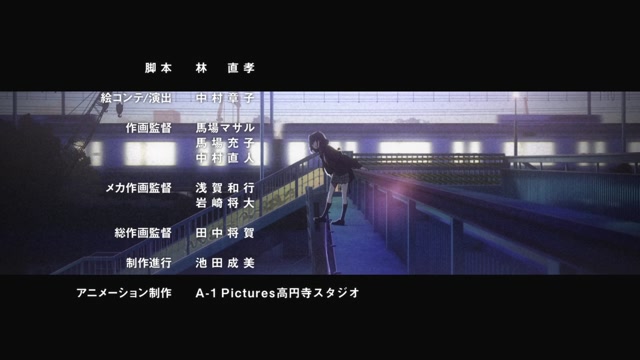 脚本 林 直孝
絵コンテ/演出 中村章子
作画監督 馬場マサル
馬場充子
中村直人
メカ作画監督 浅賀和行
岩崎将大
総作画監督 田中将賀
制作進行 池田成美
アニメーション制作 A-1 Pictures高円寺スタジオ